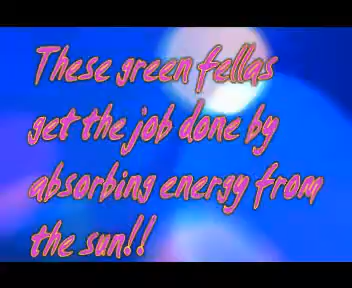 These green fellas
get the job done by
absorbing energy from
the sun!!